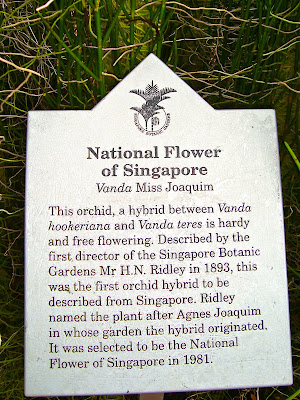 National Flower
of Singapore
Vanda Miss Joaquim
This orchid, a hybrid between Vanda
hookeriana and Vanda teres is hardy
and free flowering. Described by the
first director of the Singapore Botanic
Gardens Mr H.N. Ridley in 1893, this
was the first orchid hybrid to be
described from Singapore. Ridley
named the plant after Agnes Joaquim
in whose garden the hybrid originated.
It was selected to be the National
Flower of Singapore in 1981.